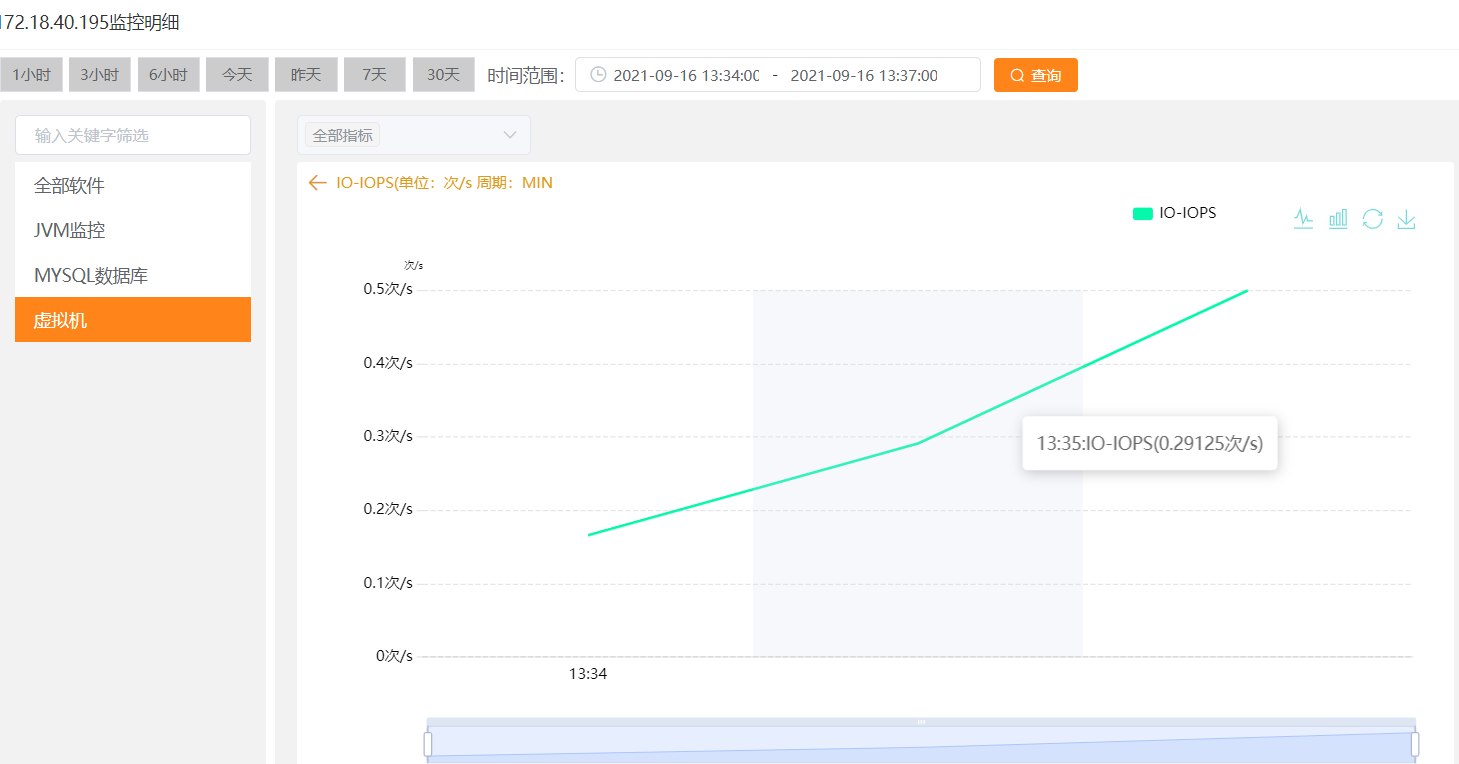 172.18.40.195监控明细
1小时 3小时 6小时 今天 昨天 7天 30天 时间范围： 2021-09-16 13:34:00 - 2021-09-16 13:37:00 查询
输入关键字筛选
全部软件
JVM监控
MYSQL数据库
虚拟机
全部指标
IO-IOPS(单位：次/s 周期：MIN
IO-IOPS
次/s
0.5次/s
0.4次/s
0.3次/s
13:35:IO-IOPS(0.29125次/s)
0.2次/s
0.1次/s
0次/s
13:34